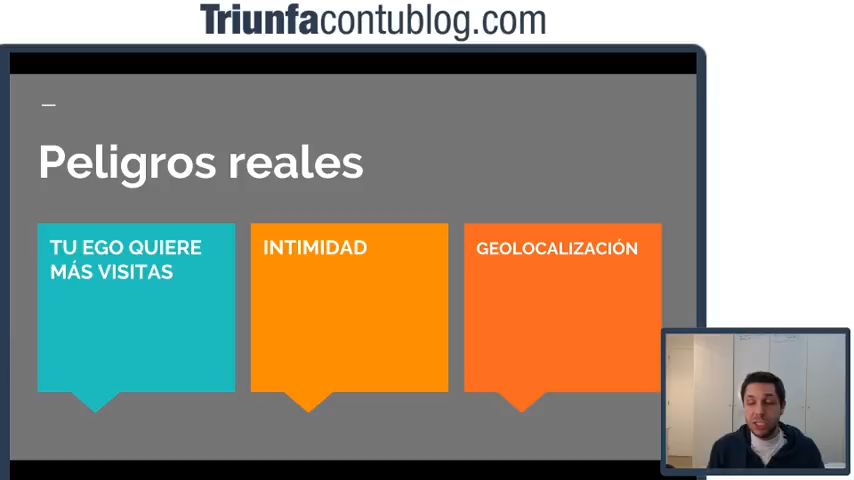 Triunfacontublog.com
Peligros reales
TU EGO QUIERE
MÁS VISITAS
INTIMIDAD
GEOLOCALIZACIÓN